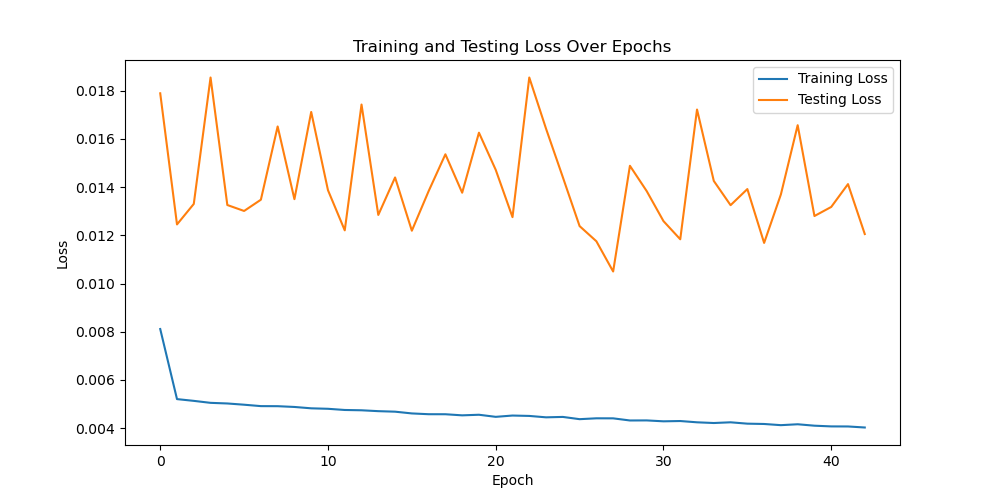 Training and Testing Loss Over Epochs
Training Loss
Testing Loss
0.018
0.016
0.014
0.012
0.010
0.008
0.006
0.004
Loss
0
10
20
30
40
Epoch